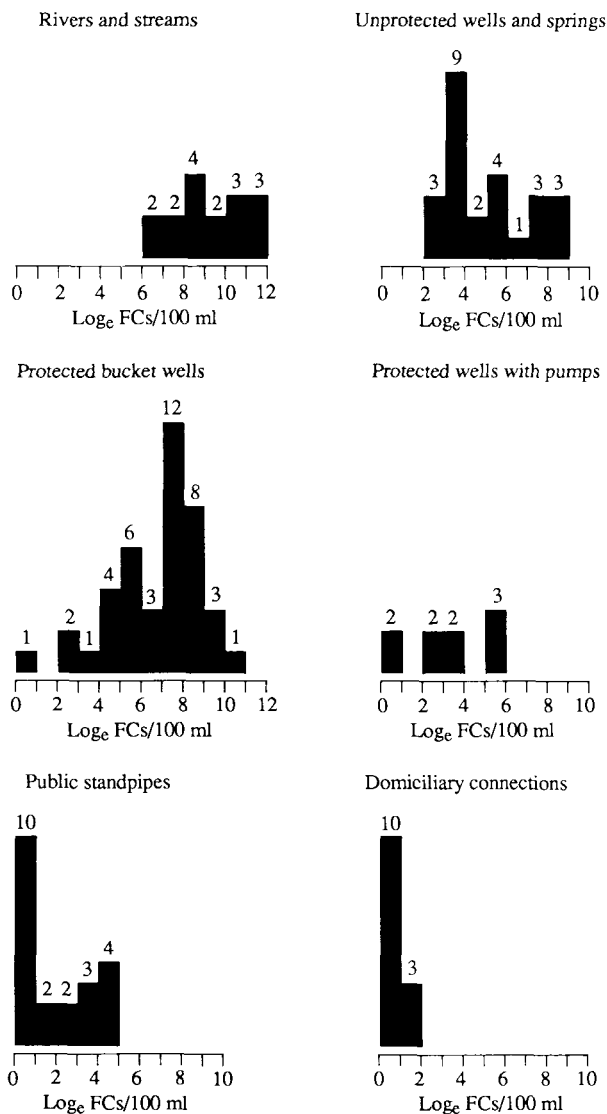 Rivers and streams
2 2 4 2 3 3
0 2 4 6 8 10 12
Logₑ FCs/100 ml
Unprotected wells and springs
3 9 2 4 1 3 3
0 2 4 6 8 10
Logₑ FCs/100 ml
Protected bucket wells
1 2 1 4 6 3 12 8 3 1
0 2 4 6 8 10 12
Logₑ FCs/100 ml
Protected wells with pumps
2 2 2 3
0 2 4 6 8 10
Logₑ FCs/100 ml
Public standpipes
10 2 2 3 4
0 2 4 6 8 10
Logₑ FCs/100 ml
Domiciliary connections
10 3
0 2 4 6 8 10
Logₑ FCs/100 ml